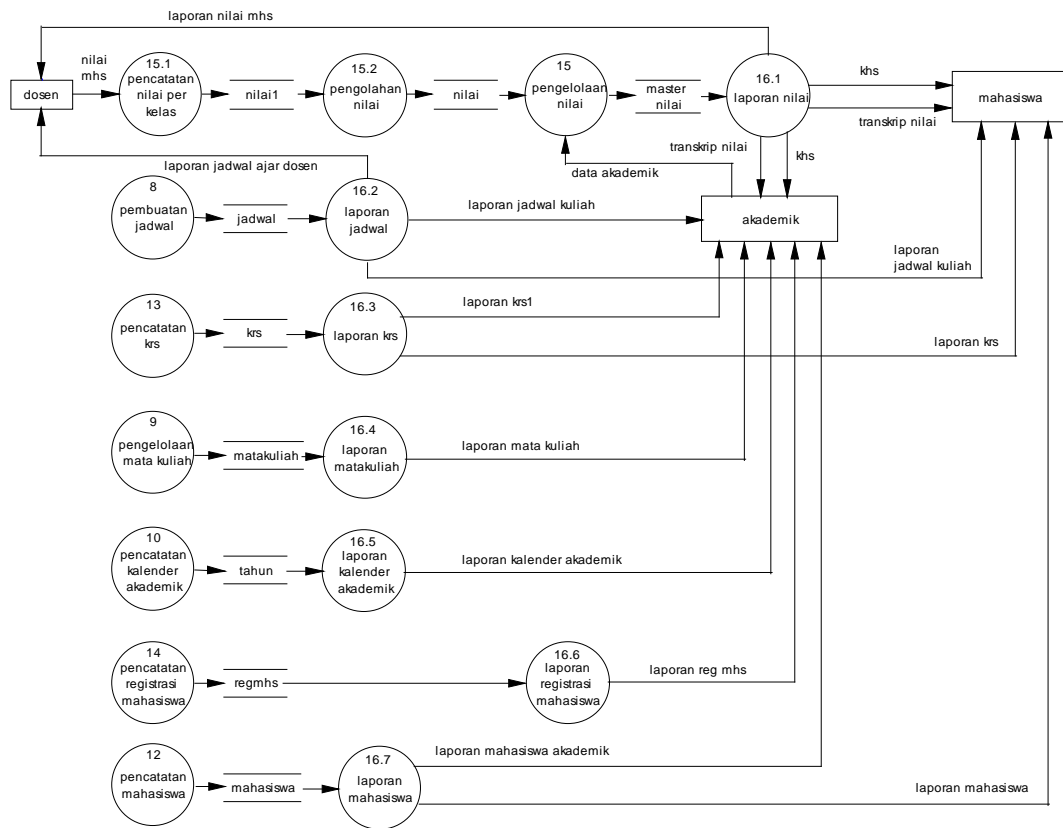 laporan nilai mhs
nilai
mhs
dosen
15.1
pencatatan
nilai per
kelas
nilai1
15.2
pengolahan
nilai
nilai
15
pengelolaan
nilai
master
nilai
16.1
laporan nilai
khs
transkrip nilai
mahasiswa
transkrip nilai
khs
data akademik
akademik
laporan jadwal ajar dosen
8
pembuatan
jadwal
jadwal
16.2
laporan
jadwal
laporan jadwal kuliah
laporan
jadwal kuliah
13
pencatatan
krs
krs
16.3
laporan krs
laporan krs1
laporan krs
9
pengelolaan
mata kuliah
matakuliah
16.4
laporan
matakuliah
laporan mata kuliah
10
pencatatan
kalender
akademik
tahun
16.5
laporan
kalender
akademik
laporan kalender akademik
14
pencatatan
registrasi
mahasiswa
regmhs
16.6
laporan
registrasi
mahasiswa
laporan reg mhs
12
pencatatan
mahasiswa
mahasiswa
16.7
laporan
mahasiswa
laporan mahasiswa akademik
laporan mahasiswa